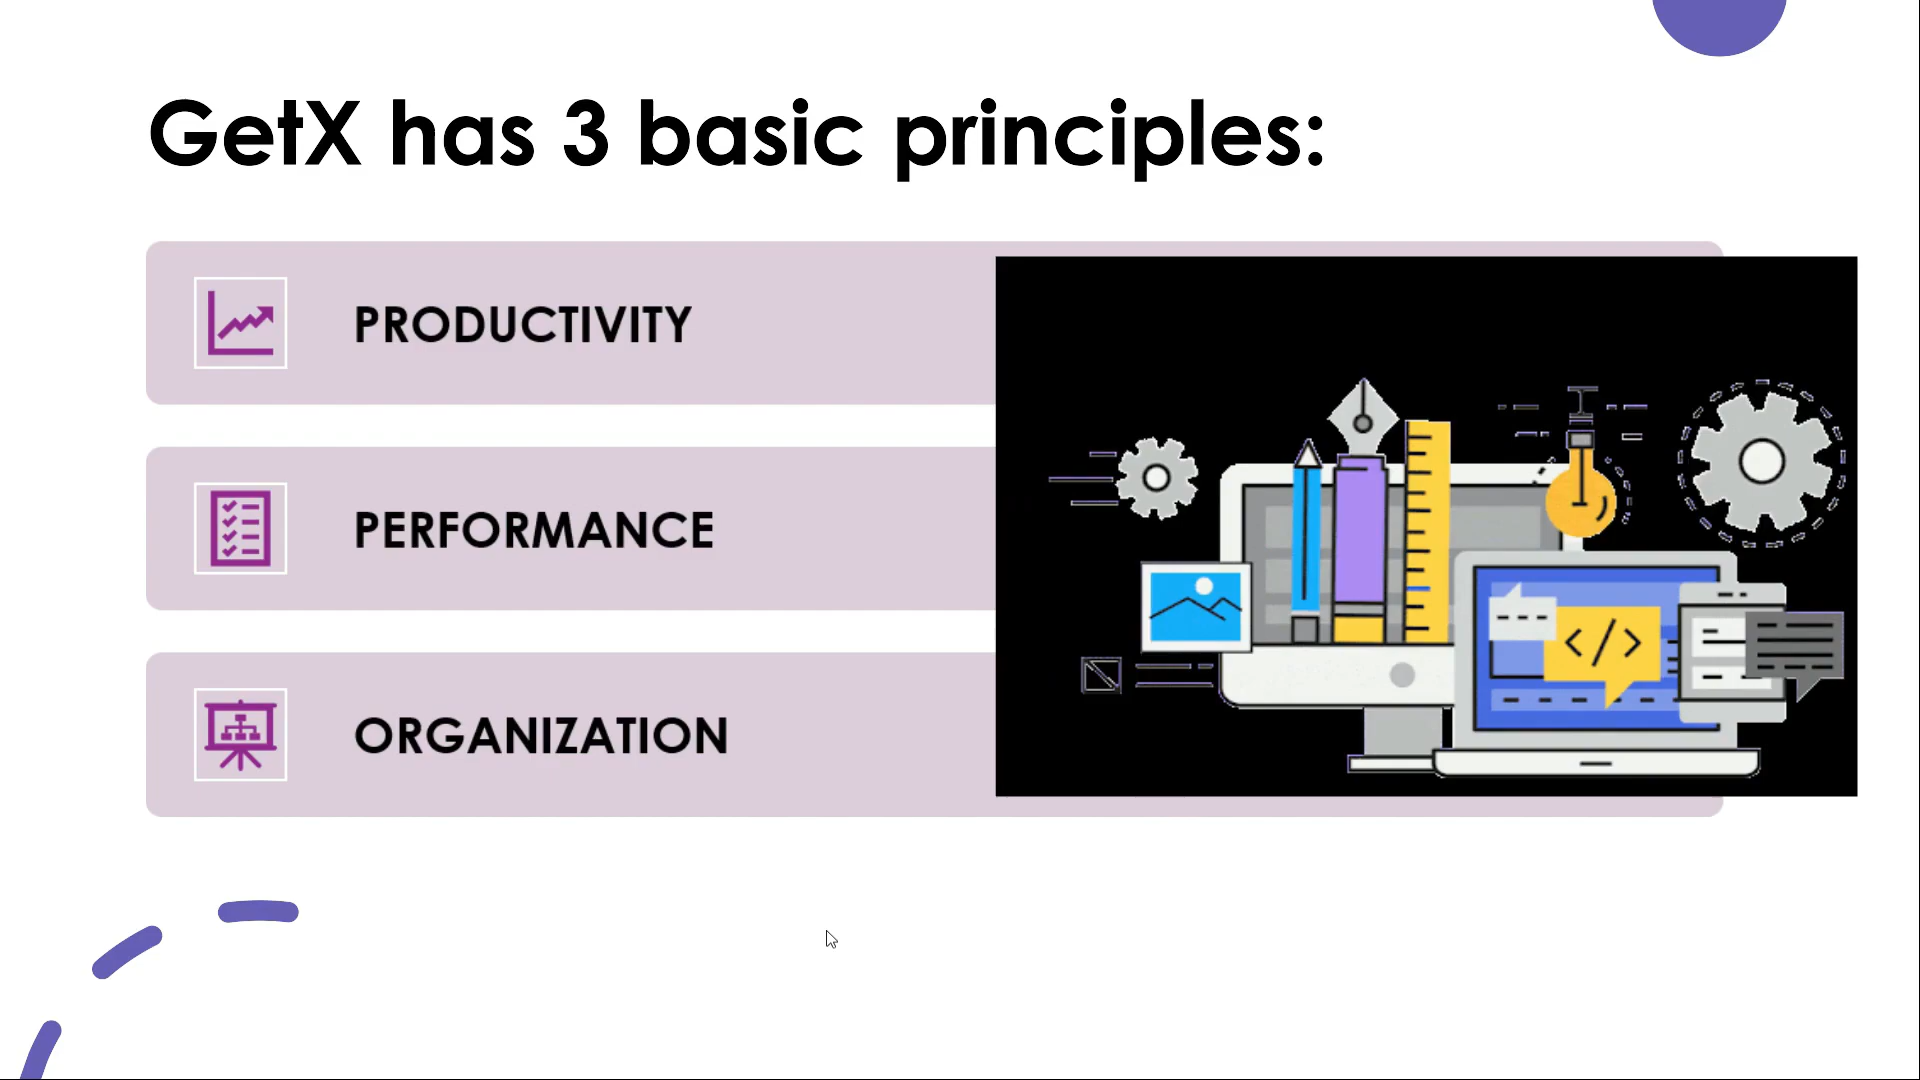 GetX has 3 basic principles:
PRODUCTIVITY
PERFORMANCE
ORGANIZATION
</>